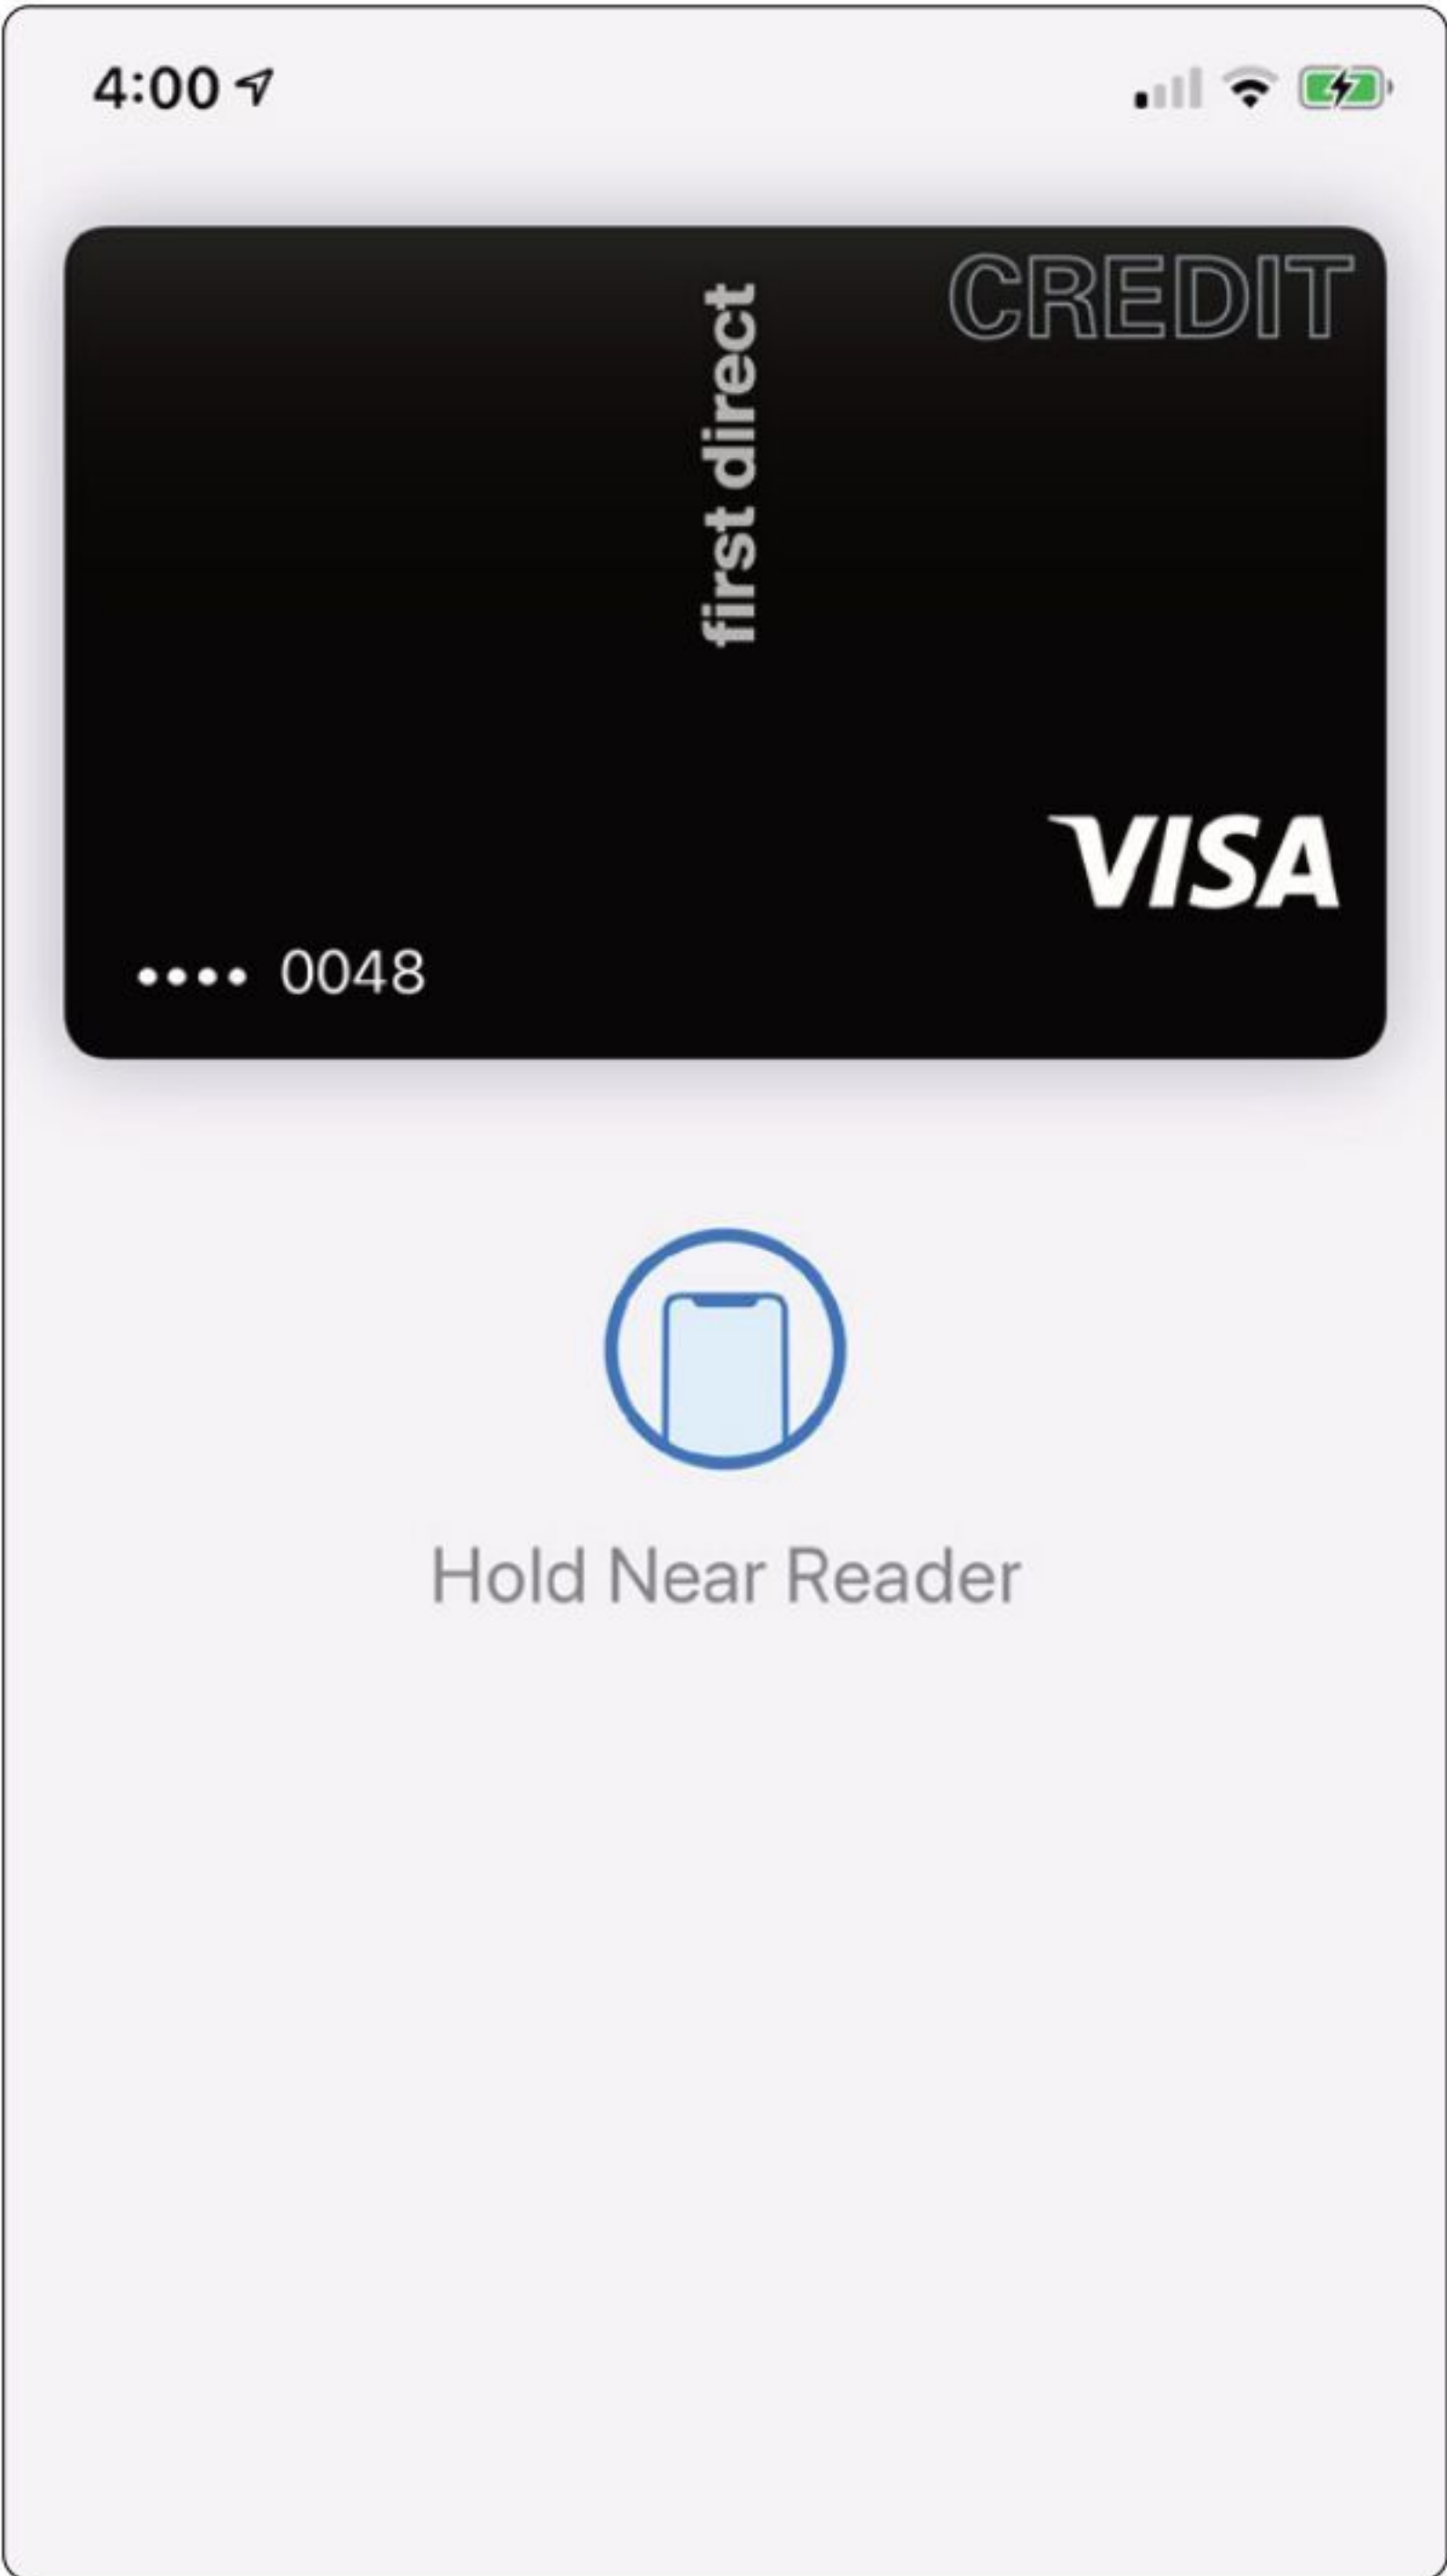 4:00
CREDIT
first direct
VISA
•••• 0048
Hold Near Reader